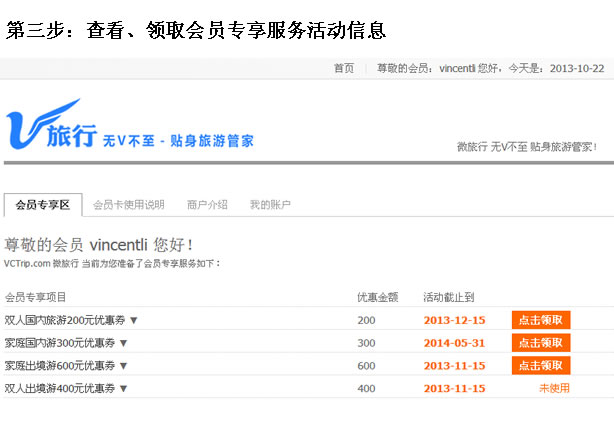 第三步：查看、领取会员专享服务活动信息
首页 | 尊敬的会员：vincentli 您好，今天是：2013-10-22
V旅行 无V不至 - 贴身旅游管家
微旅行 无V不至 贴身旅游管家！
会员专享区 会员卡使用说明 商户介绍 我的账户
尊敬的会员 vincentli 您好！
VCTrip.com 微旅行 当前为您准备了会员专享服务如下：
会员专享项目 优惠金额 活动截止到
双人国内旅游200元优惠券 ▼ 200 2013-12-15 点击领取
家庭国内游300元优惠券 ▼ 300 2014-05-31 点击领取
家庭出境游600元优惠券 ▼ 600 2013-11-15 点击领取
双人出境游400元优惠券 ▼ 400 2013-11-15 未使用